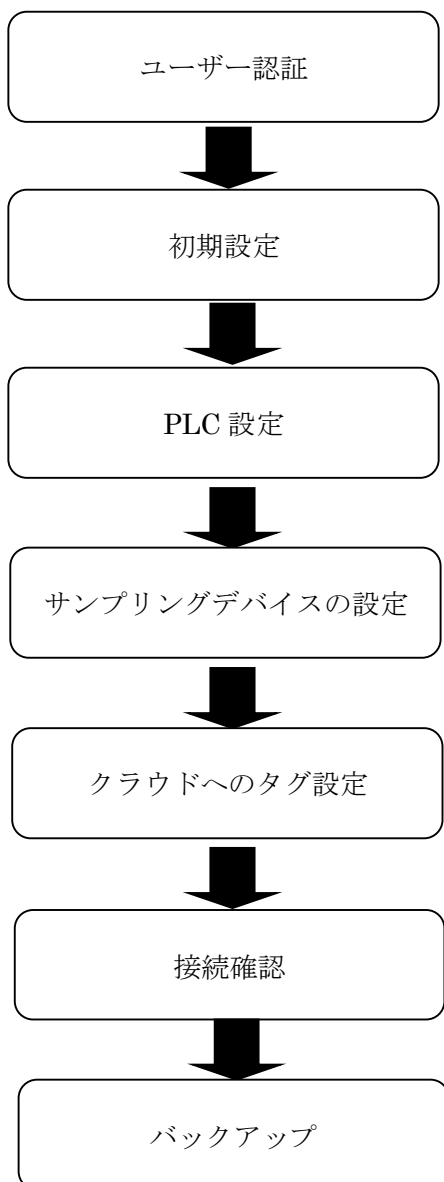 ユーザー認証
初期設定
PLC 設定
サンプリングデバイスの設定
クラウドへのタグ設定
接続確認
バックアップ